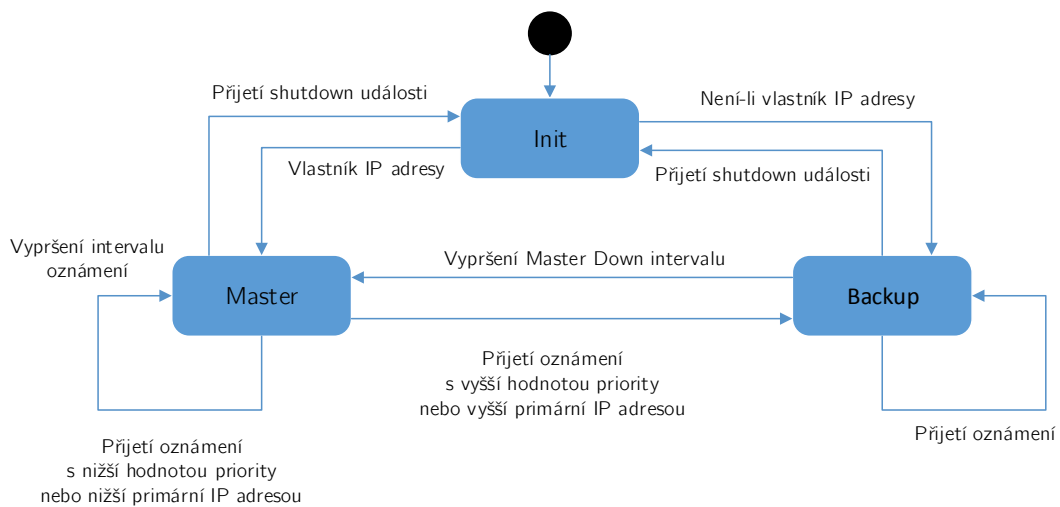 Přijetí shutdown události
Není-li vlastník IP adresy
Init
Vlastník IP adresy
Přijetí shutdown události
Vypršení intervalu
oznámení
Vypršení Master Down intervalu
Master
Backup
Přijetí oznámení
s vyšší hodnotou priority
nebo vyšší primární IP adresou
Přijetí oznámení
Přijetí oznámení
s nižší hodnotou priority
nebo nižší primární IP adresou